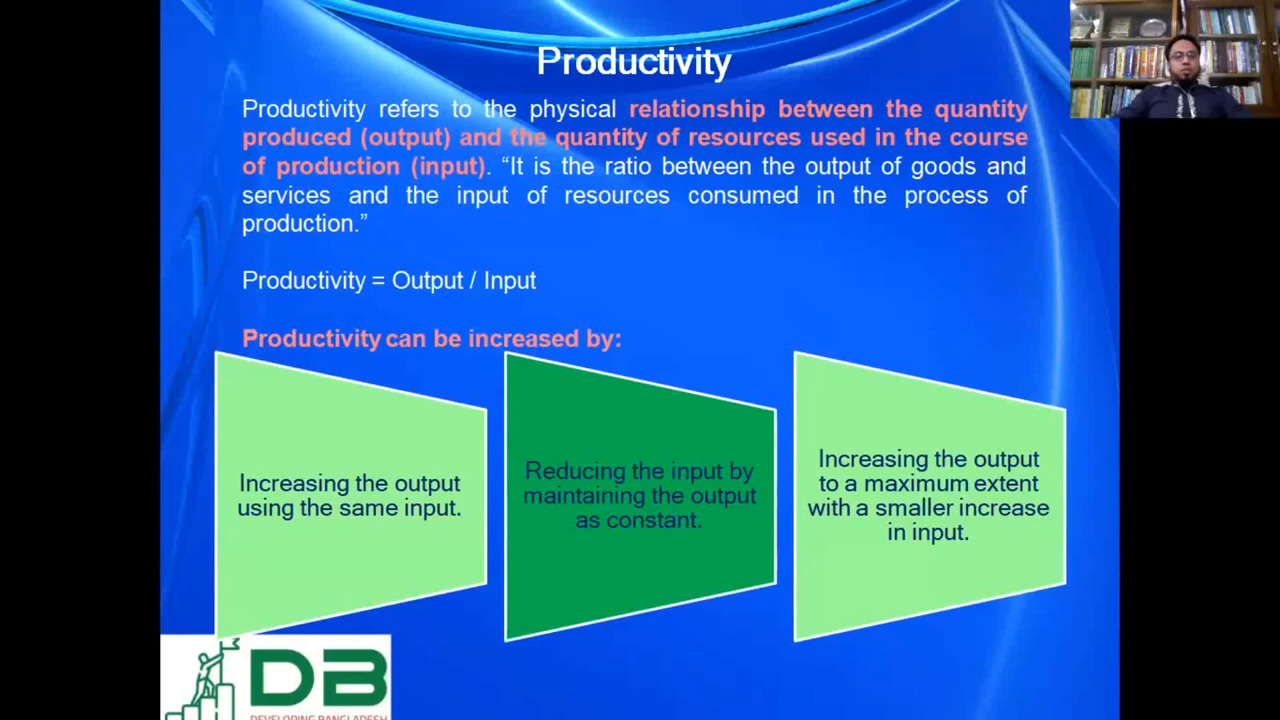 Productivity
Productivity refers to the physical relationship between the quantity
produced (output) and the quantity of resources used in the course
of production (input). “It is the ratio between the output of goods and
services and the input of resources consumed in the process of
production.”
Productivity = Output / Input
Productivity can be increased by:
Increasing the output
using the same input.
Reducing the input by
maintaining the output
as constant.
Increasing the output
to a maximum extent
with a smaller increase
in input.
DB
DEVELOPING BANGLADESH